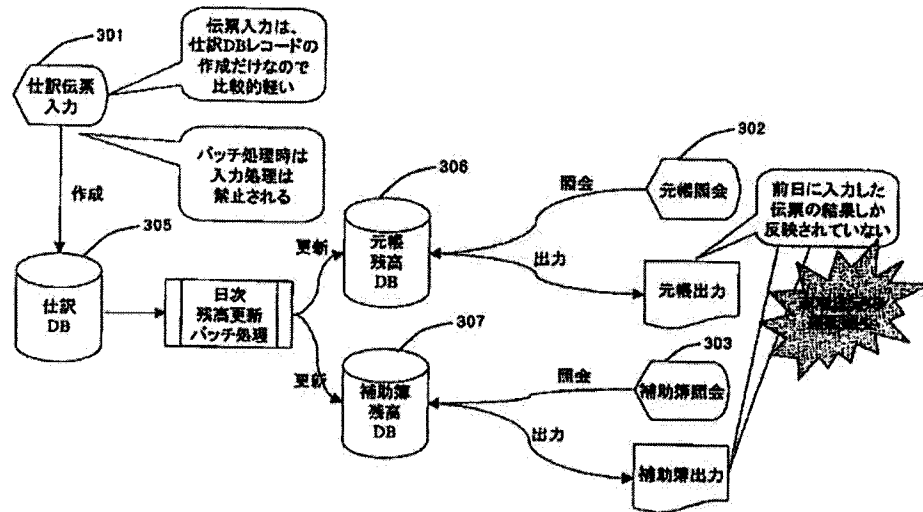 301
伝票入力は、
仕訳DBレコードの
作成だけなので
比較的軽い
仕訳伝票
入力
バッチ処理時は
入力処理は
禁止される
作成
305
仕訳
DB
日次
残高更新
バッチ処理
更新
更新
306
元帳
残高
DB
307
補助簿
残高
DB
302
照会
元帳照会
出力
元帳出力
前日に入力した
伝票の結果しか
反映されていない
303
照会
補助簿照会
出力
補助簿出力